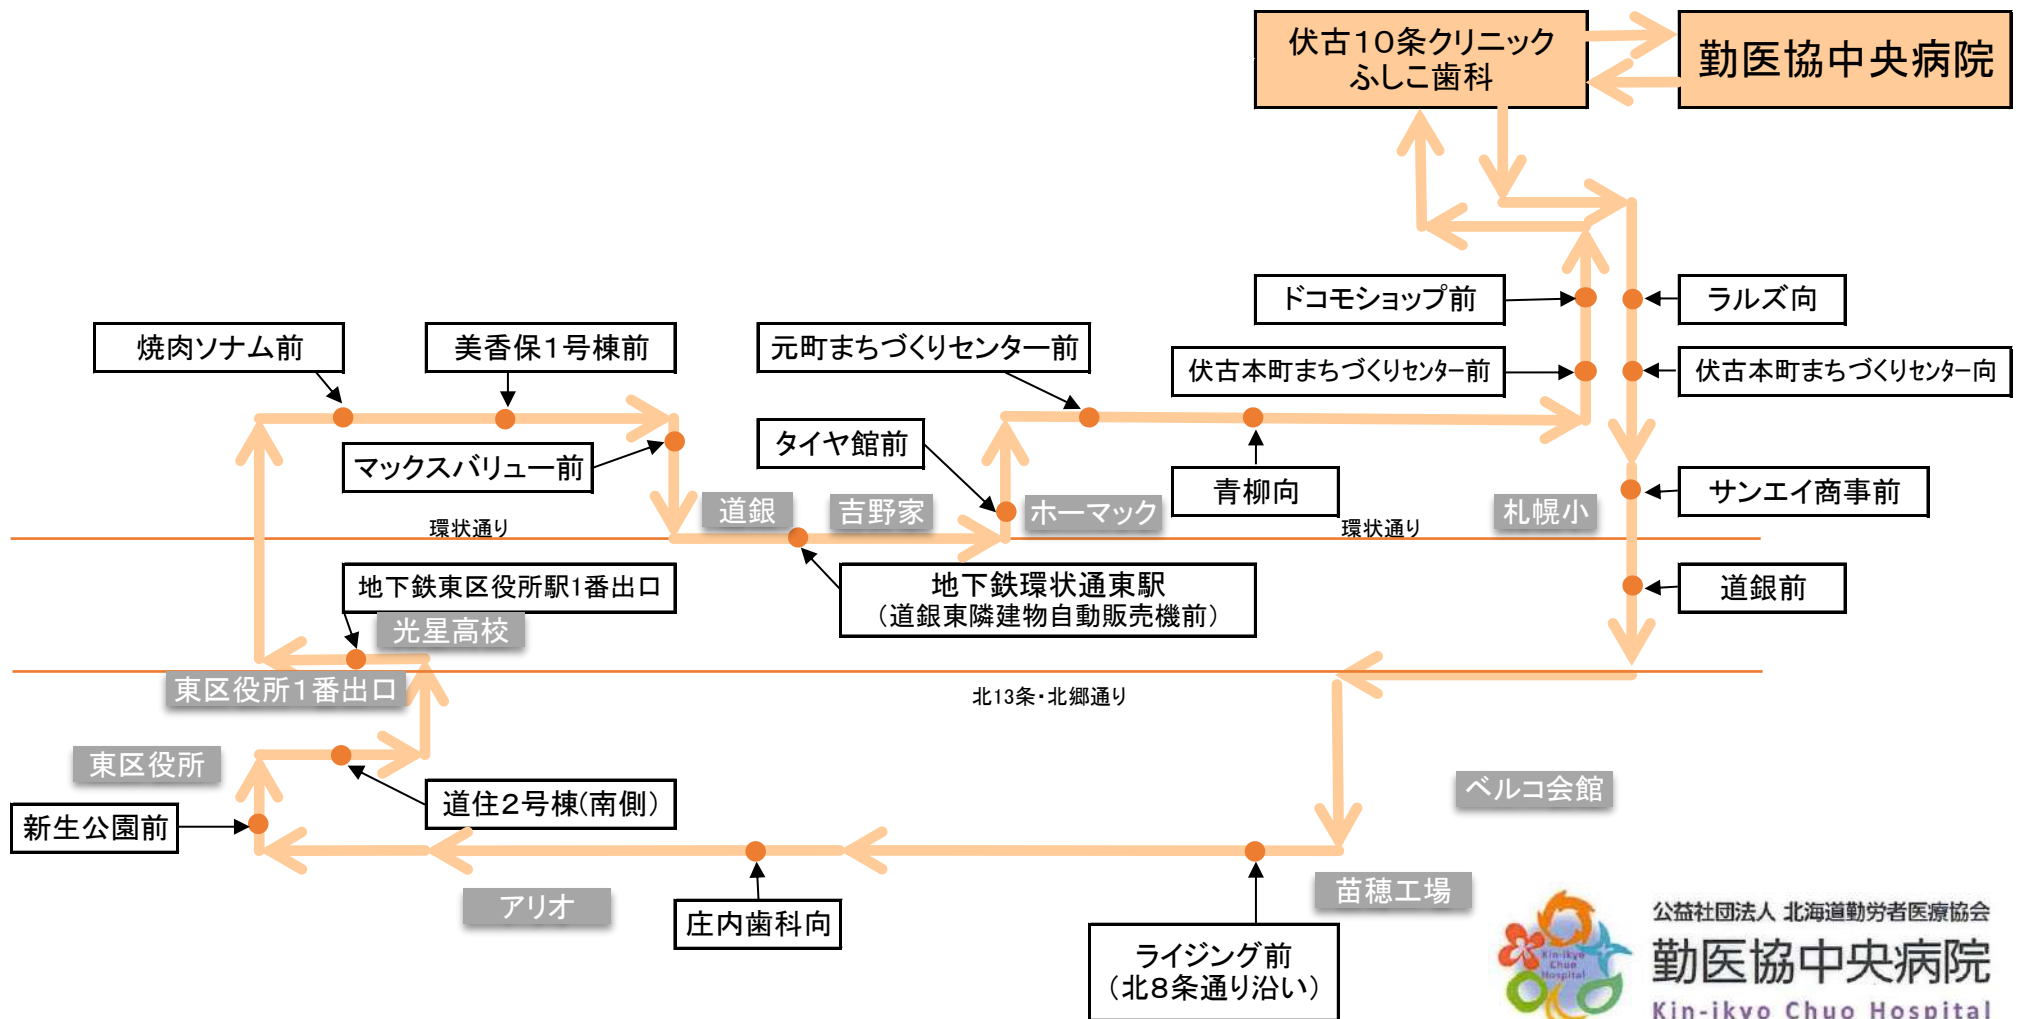 伏古10条クリニック
ふしこ歯科
勤医協中央病院
ドコモショップ前
ラルズ向
焼肉ソナム前
美香保1号棟前
元町まちづくりセンター前
伏古本町まちづくりセンター前
伏古本町まちづくりセンター向
タイヤ館前
マックスバリュー前
青柳向
サンエイ商事前
道銀
吉野家
ホーマック
札幌小
環状通り
環状通り
地下鉄東区役所駅1番出口
地下鉄環状通東駅
(道銀東隣建物自動販売機前)
道銀前
光星高校
東区役所1番出口
北13条・北郷通り
東区役所
道住2号棟(南側)
ベルコ会館
新生公園前
アリオ
庄内歯科向
苗穂工場
ライジング前
(北8条通り沿い)
Kin-ikyo
Chuo
Hospital
公益社団法人 北海道勤労者医療協会
勤医協中央病院
Kin-ikyo Chuo Hospital